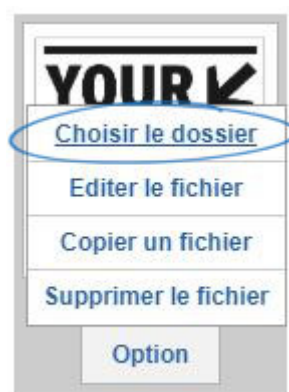 YOUR
Choisir le dossier
Editer le fichier
Copier un fichier
Supprimer le fichier
Option